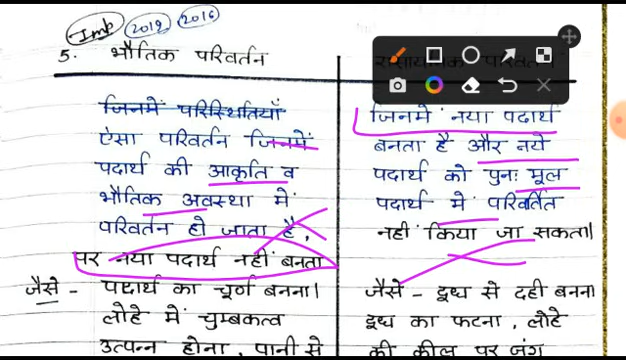 Imp 2019 2016
5. भौतिक परिवर्तन
जिनमें परिस्थितियाँ
ऐसा परिवर्तन जिनमें
पदार्थ की आकृति व
भौतिक अवस्था में
परिवर्तन हो जाता है,
पर नया पदार्थ नहीं बनता
जैसे - पदार्थ का चूर्ण बनना।
लोहे में चुम्बकत्व
उत्पन्न होना, पानी से
जिनमें नया पदार्थ
बनता है और नये
पदार्थ को पुनः मूल
पदार्थ में परिवर्तित
नहीं किया जा सकता।
जैसे - दूध से दही बनना
दूध का फटना, लोहे
की कील पर जंग